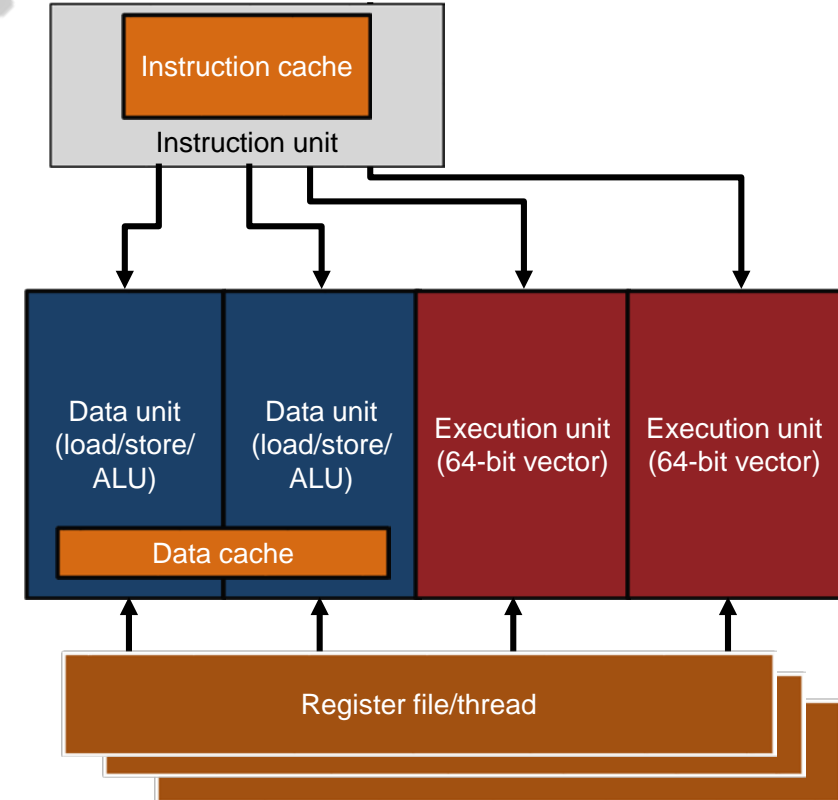 Instruction cache
Instruction unit
Data unit
(load/store/
ALU)
Data unit
(load/store/
ALU)
Execution unit
(64-bit vector)
Execution unit
(64-bit vector)
Data cache
Register file/thread